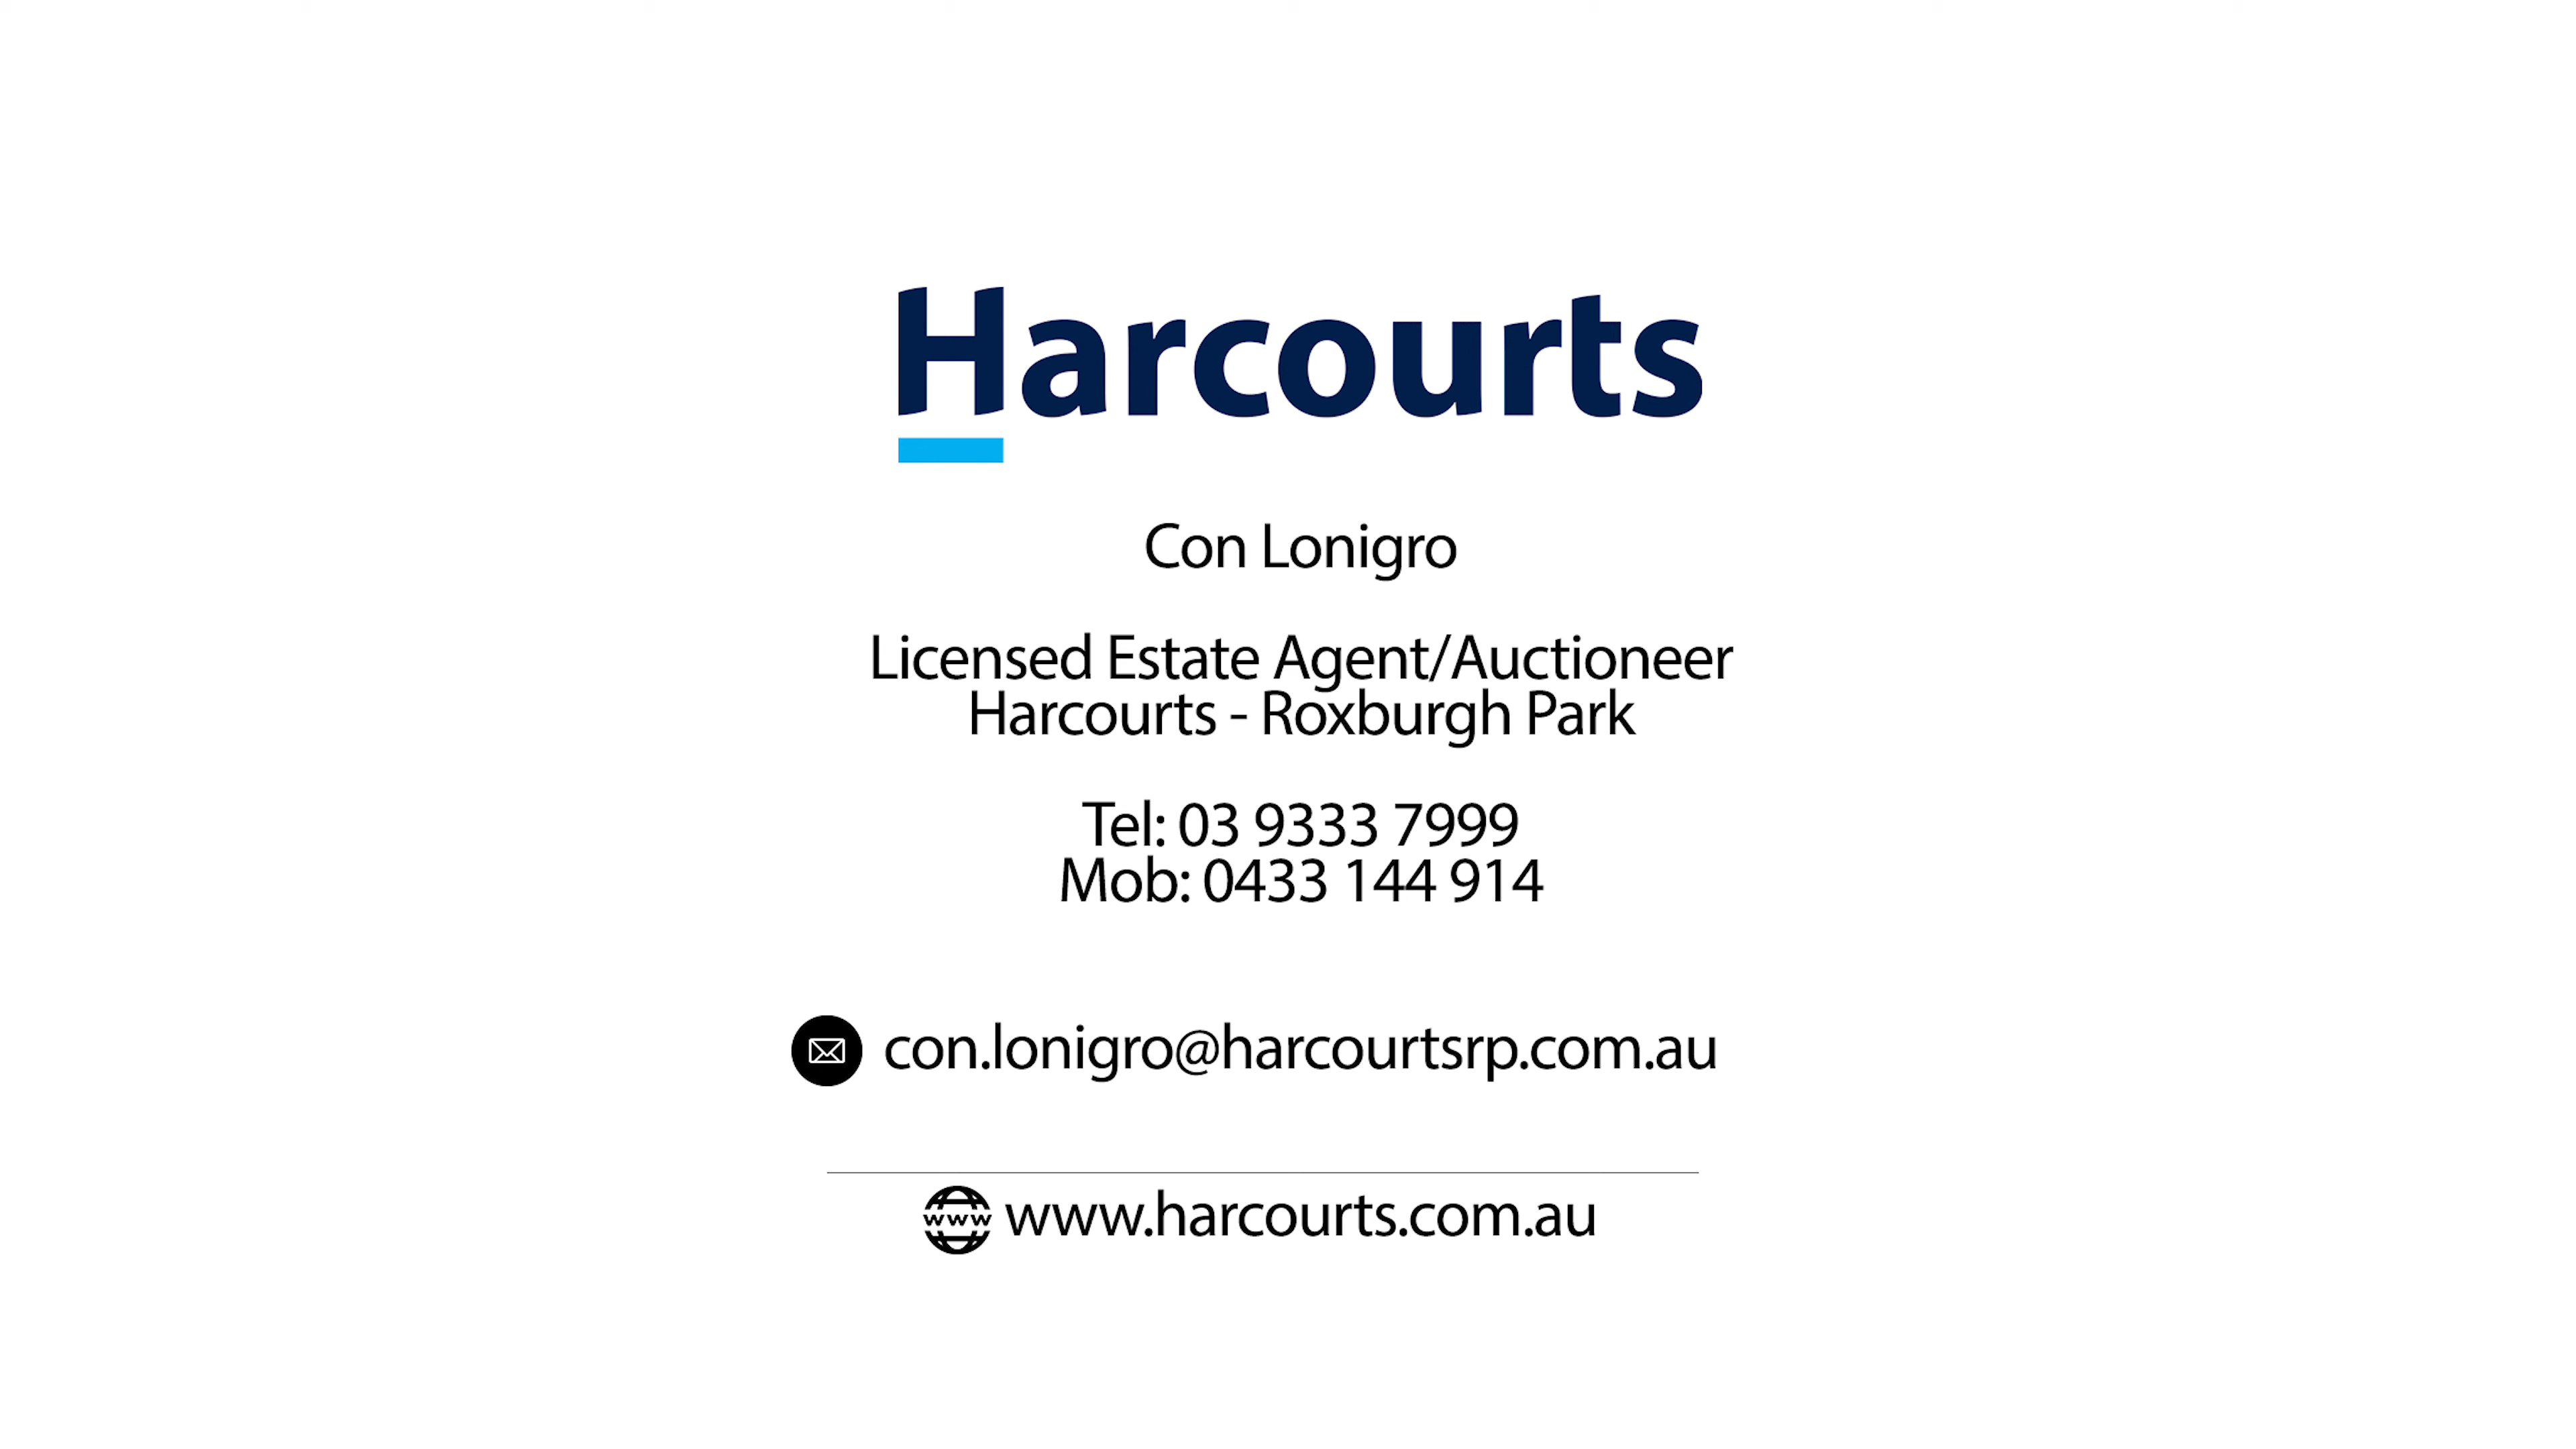 Harcourts
Con Lonigro
Licensed Estate Agent/Auctioneer
Harcourts - Roxburgh Park
Tel: 03 9333 7999
Mob: 0433 144 914
con.lonigro@harcourtsrp.com.au
www www.harcourts.com.au